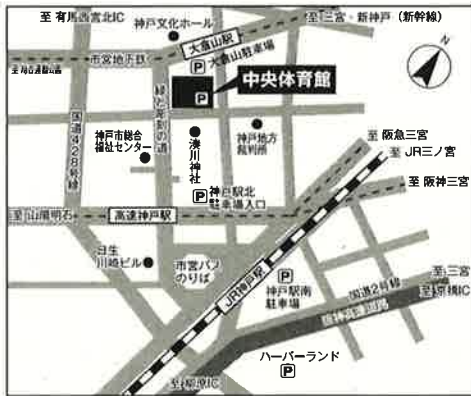 至 有馬西宮北IC
神戸文化ホール
至 三宮・新神戸(新幹線)
大倉山駅
大倉山駐車場
P
N
市営地下鉄
中央体育館
P
国道428号線
緑と彫刻の道
神戸市総合
福祉センター
湊川神社
神戸地方
裁判所
至 阪急三宮
至 JR三ノ宮
至 阪神三宮
神戸駅北
駐車場入口
P
至 山陽明石
高速神戸駅
日生
川崎ビル
市営バス
のりば
JR神戸駅
P
神戸駅南
駐車場
国道2号線
至 三宮
至 京橋IC
阪神高速道路
ハーバーランド
P
至 柳原IC